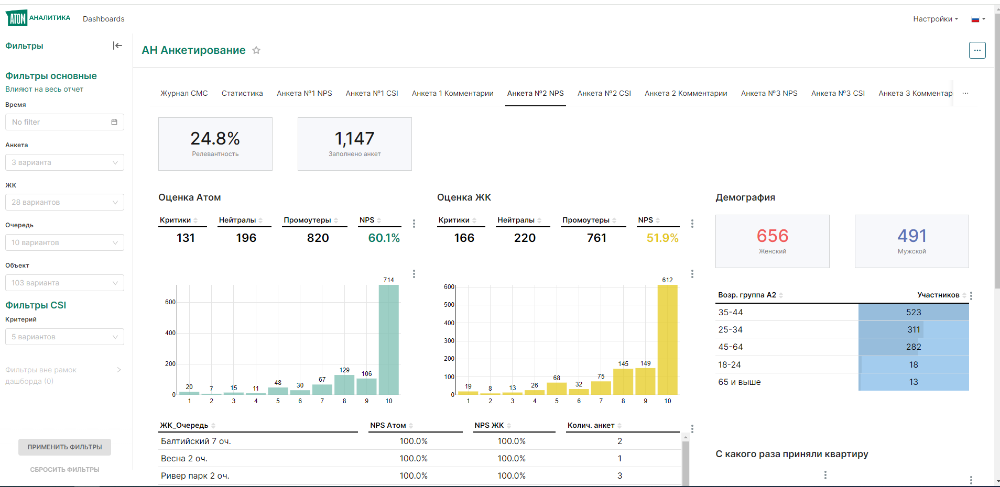 АТОМ АНАЛИТИКА Dashboards Настройки
Фильтры
АН Анкетирование
...
Фильтры основные
Влияют на весь отчет
Время
No filter
Анкета
3 варианта
ЖК
28 вариантов
Очередь
10 вариантов
Объект
103 варианта
Фильтры CSI
Критерий
5 вариантов
Фильтры вне рамок
дашборда (0)
ПРИМЕНИТЬ ФИЛЬТРЫ
СБРОСИТЬ ФИЛЬТРЫ
Журнал СМС Статистика Анкета №1 NPS Анкета №1 CSI Анкета 1 Комментарии Анкета №2 NPS Анкета №2 CSI Анкета 2 Комментарии Анкета №3 NPS Анкета №3 CSI Анкета 3 Комментар ...
24.8%
Релевантность
1,147
Заполнено анкет
Оценка Атом
Критики Нейтралы Промоутеры NPS
131 196 820 60.1%
714
600
400
200
0
20 7 15 11 48 30 67 129 106
1 2 3 4 5 6 7 8 9 10
Оценка ЖК
Критики Нейтралы Промоутеры NPS
166 220 761 51.9%
612
600
500
400
300
200
100
0
19 8 13 26 68 32 75 145 149
1 2 3 4 5 6 7 8 9 10
Демография
656
Женский
491
Мужской
Возр. группа А2 Участников
35-44 523
25-34 311
45-64 282
18-24 18
65 и выше 13
ЖК_Очередь NPS Атом NPS ЖК Колич. анкет
Балтийский 7 оч. 100.0% 100.0% 2
Весна 2 оч. 100.0% 100.0% 1
Ривер парк 2 оч. 100.0% 100.0% 3
С какого раза приняли квартиру